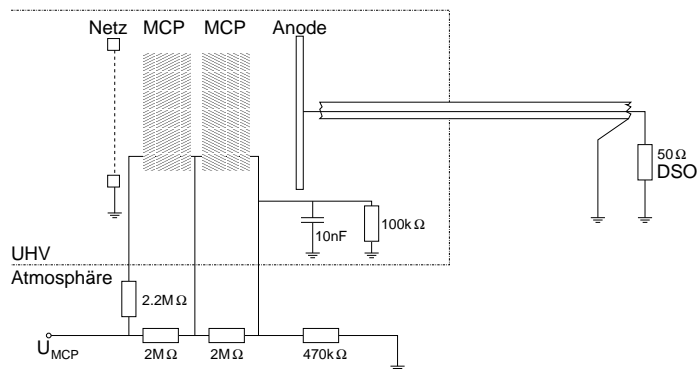 Netz MCP MCP Anode
50Ω
DSO
10nF
100kΩ
UHV
Atmosphäre
2.2MΩ
U_MCP
2MΩ 2MΩ 470kΩ